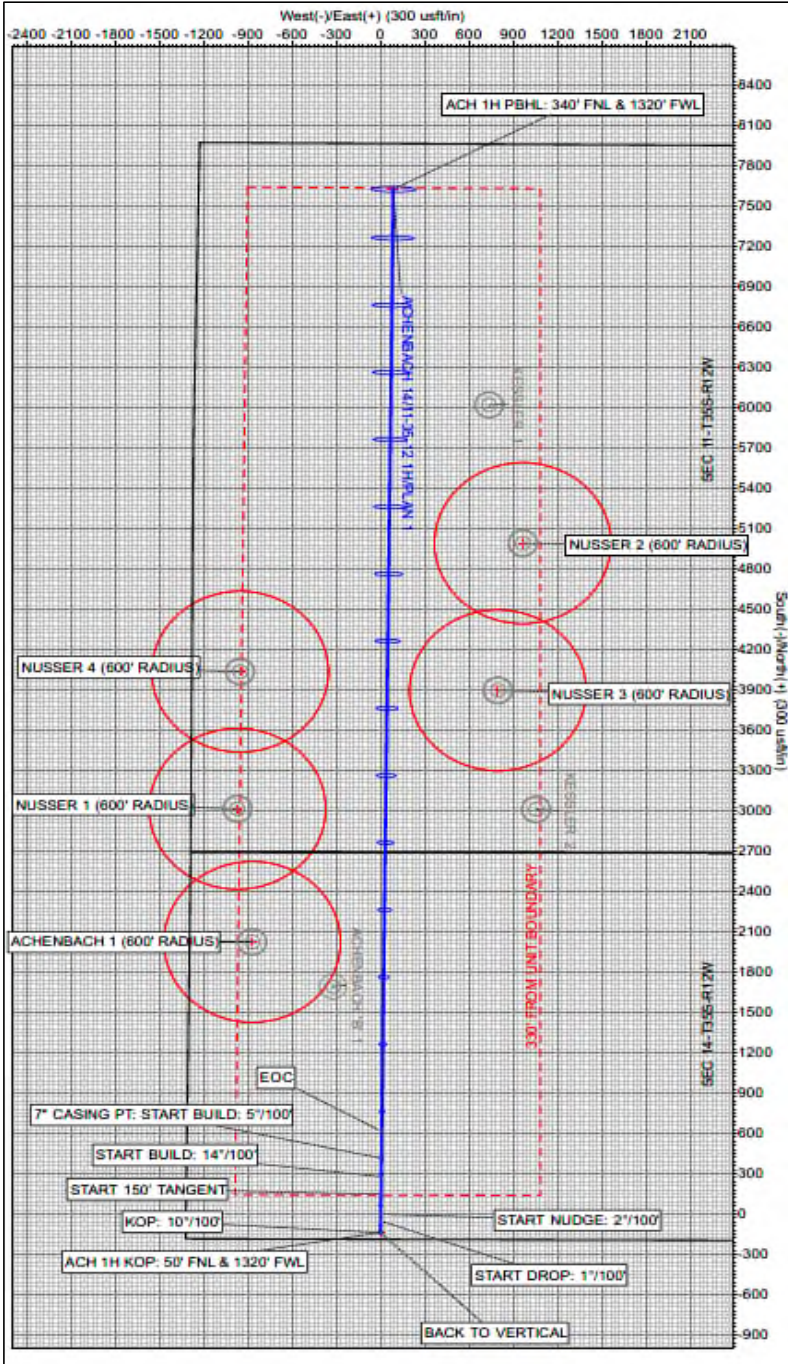 West(-)/East(+) (300 usft/in)
-2400 -2100 -1800 -1500 -1200 -900 -600 -300 0 300 600 900 1200 1500 1800 2100
ACH 1H PBHL: 340' FNL & 1320' FWL
8400
8100
7800
7500
7200
6900
6600
6300
6000
5700
5400
5100
4800
4500
4200
3900
3600
3300
3000
2700
2400
2100
1800
1500
1200
900
600
300
0
-300
-600
-900
South(-)/North(+) (300 usft/in)
ACHENBACH 14/11-35-12 1H/PLAN 1
KESSLER 1
SEC 11-T35S-R12W
NUSSER 2 (600' RADIUS)
NUSSER 4 (600' RADIUS)
NUSSER 3 (600' RADIUS)
NUSSER 1 (600' RADIUS)
KESSLER 2
ACHENBACH 1 (600' RADIUS)
ACHENBACH 'B' 1
330' FROM UNIT BOUNDARY
SEC 14-T35S-R12W
EOC
7" CASING PT: START BUILD: 5°/100'
START BUILD: 14°/100'
START 150' TANGENT
KOP: 10°/100'
START NUDGE: 2°/100'
ACH 1H KOP: 50' FNL & 1320' FWL
START DROP: 1°/100'
BACK TO VERTICAL